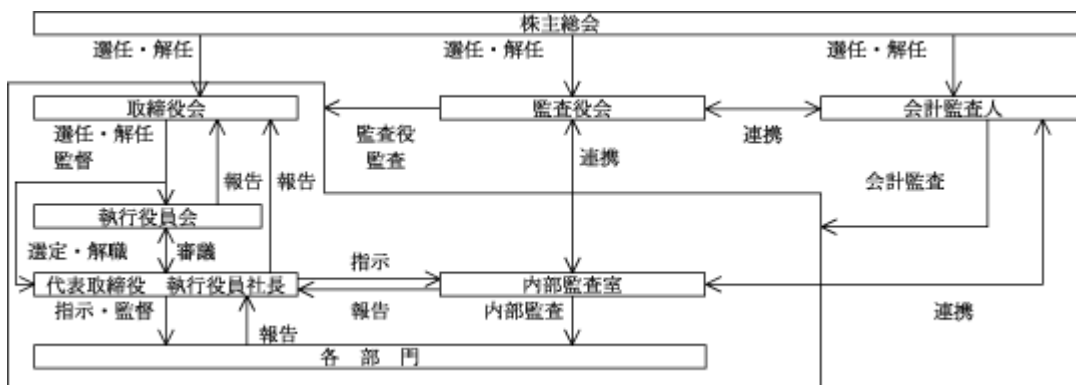 株主総会
選任・解任
選任・解任
選任・解任
取締役会
監査役会
会計監査人
選任・解任
監督
監査役
監査
連携
連携
報告
報告
会計監査
執行役員会
選定・解職
審議
指示
代表取締役 執行役員社長
内部監査室
指示・監督
報告
報告
内部監査
連携
各 部 門